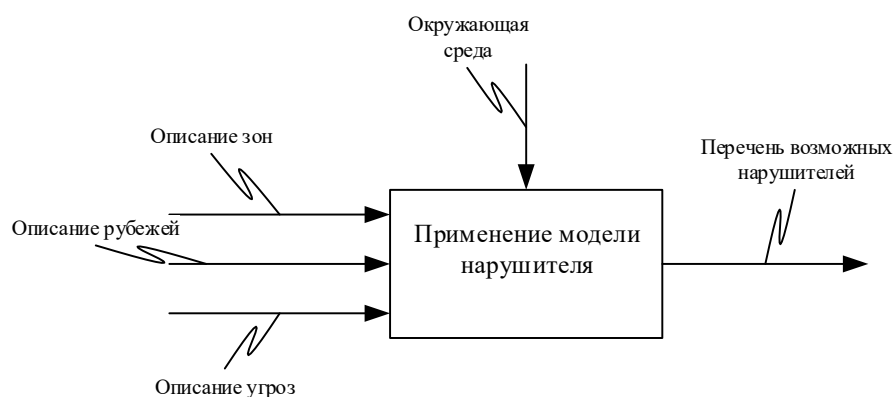 Окружающая
среда
Описание зон
Перечень возможных
нарушителей
Описание рубежей
Применение модели
нарушителя
Описание угроз